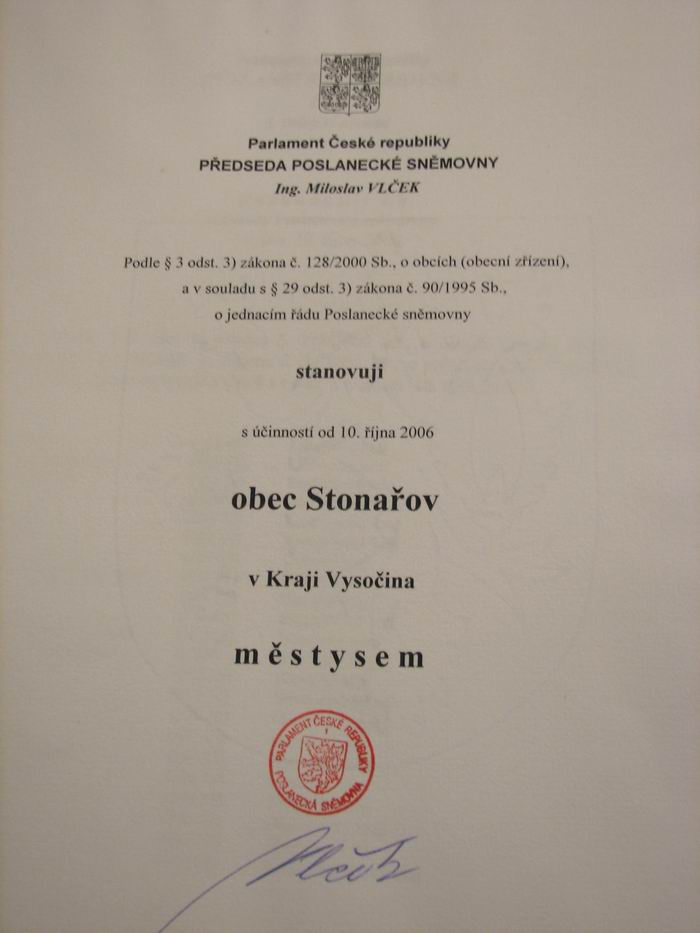 Parlament České republiky
PŘEDSEDA POSLANECKÉ SNĚMOVNY
Ing. Miloslav VLČEK
Podle § 3 odst. 3) zákona č. 128/2000 Sb., o obcích (obecní zřízení),
a v souladu s § 29 odst. 3) zákona č. 90/1995 Sb.,
o jednacím řádu Poslanecké sněmovny
stanovuji
s účinností od 10. října 2006
obec Stonařov
v Kraji Vysočina
městysem
PARLAMENT ČESKÉ REPUBLIKY
1
POSLANECKÁ SNĚMOVNA
Vlček